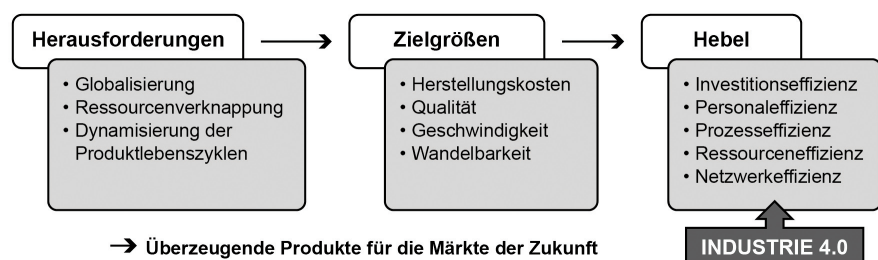 Herausforderungen
• Globalisierung
• Ressourcenverknappung
• Dynamisierung der
Produktlebenszyklen
Zielgrößen
• Herstellungskosten
• Qualität
• Geschwindigkeit
• Wandelbarkeit
Hebel
• Investitionseffizienz
• Personaleffizienz
• Prozesseffizienz
• Ressourceneffizienz
• Netzwerkeffizienz
→ Überzeugende Produkte für die Märkte der Zukunft
INDUSTRIE 4.0